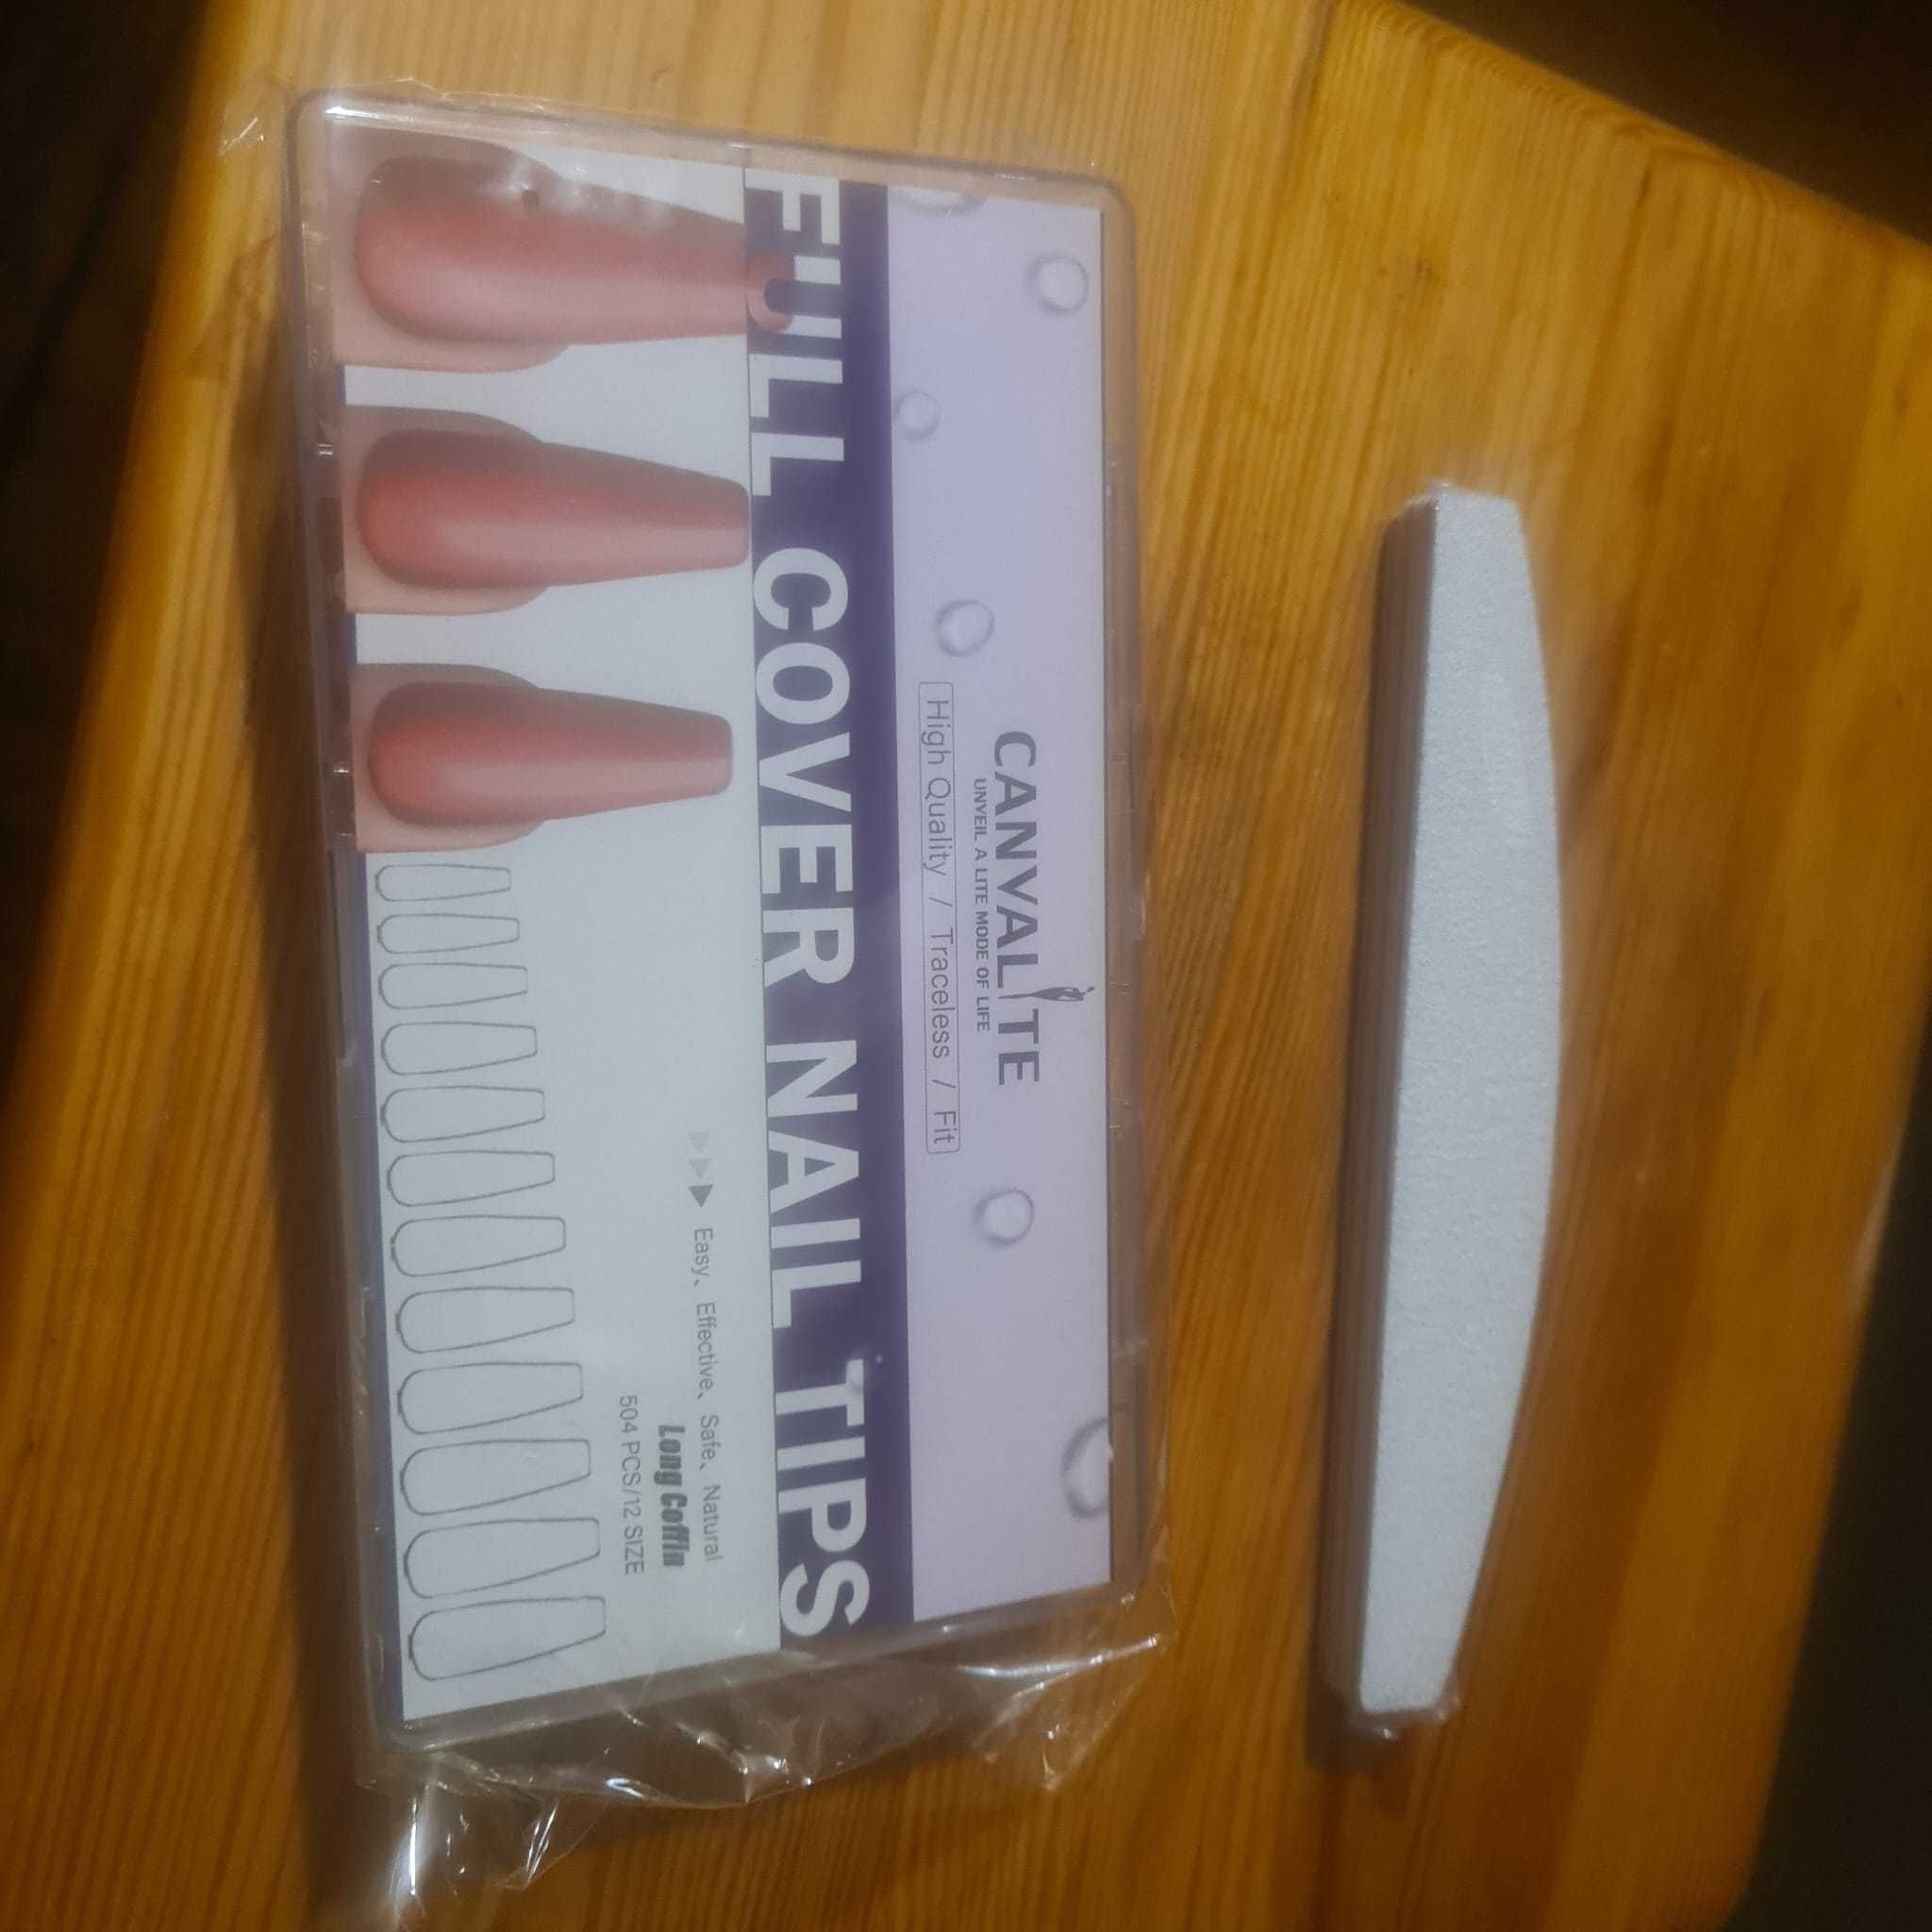 CANVALITE
UNVEIL A LITE MODE OF LIFE
High Quality / Traceless / Fit
FULL COVER NAIL TIPS
Easy、Effective、Safe、Natural
Long Coffin
504 PCS/12 SIZE